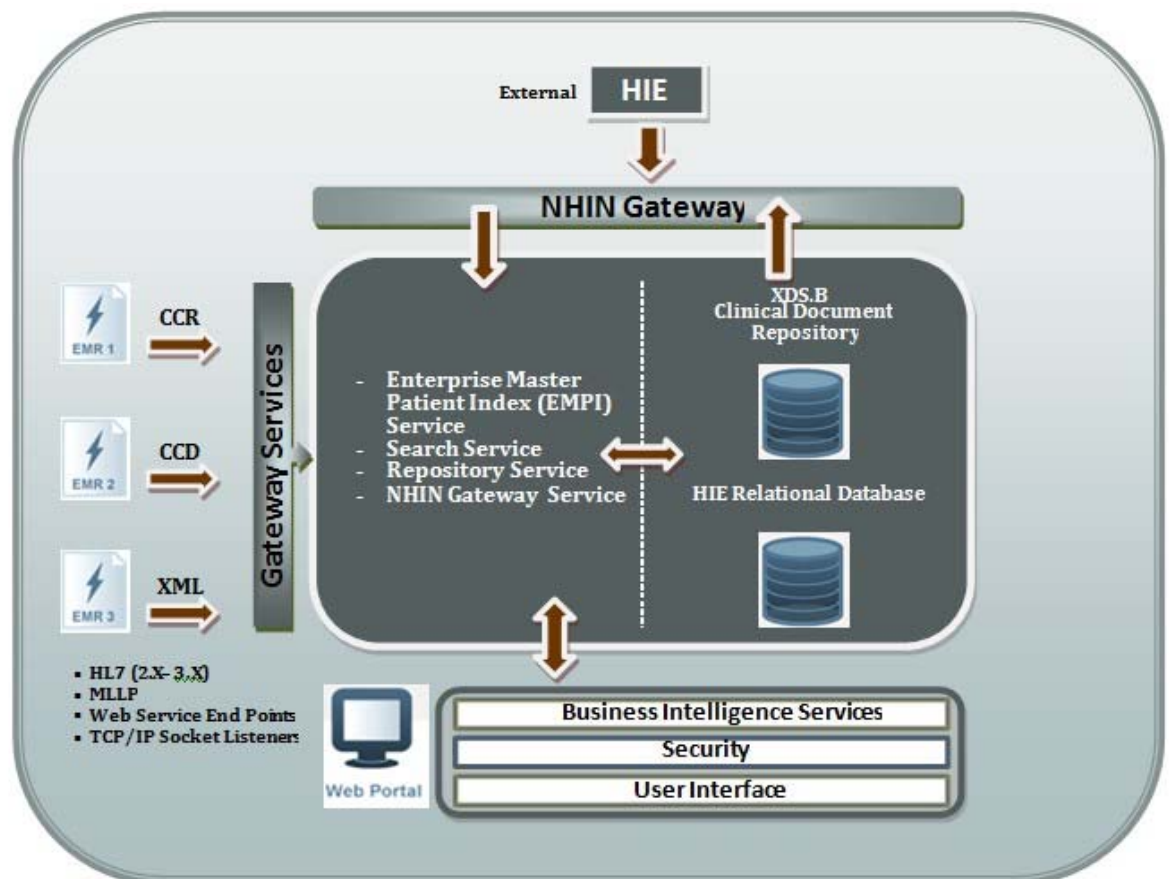 External
HIE
NHIN Gateway
EMR 1
CCR
EMR 2
CCD
EMR 3
XML
Gateway Services
- Enterprise Master
Patient Index (EMPI)
Service
- Search Service
- Repository Service
- NHIN Gateway Service
XDS.B
Clinical Document
Repository
HIE Relational Database
▪ HL7 (2.X- 3.X)
▪ MLLP
▪ Web Service End Points
▪ TCP/IP Socket Listeners
Web Portal
Business Intelligence Services
Security
User Interface